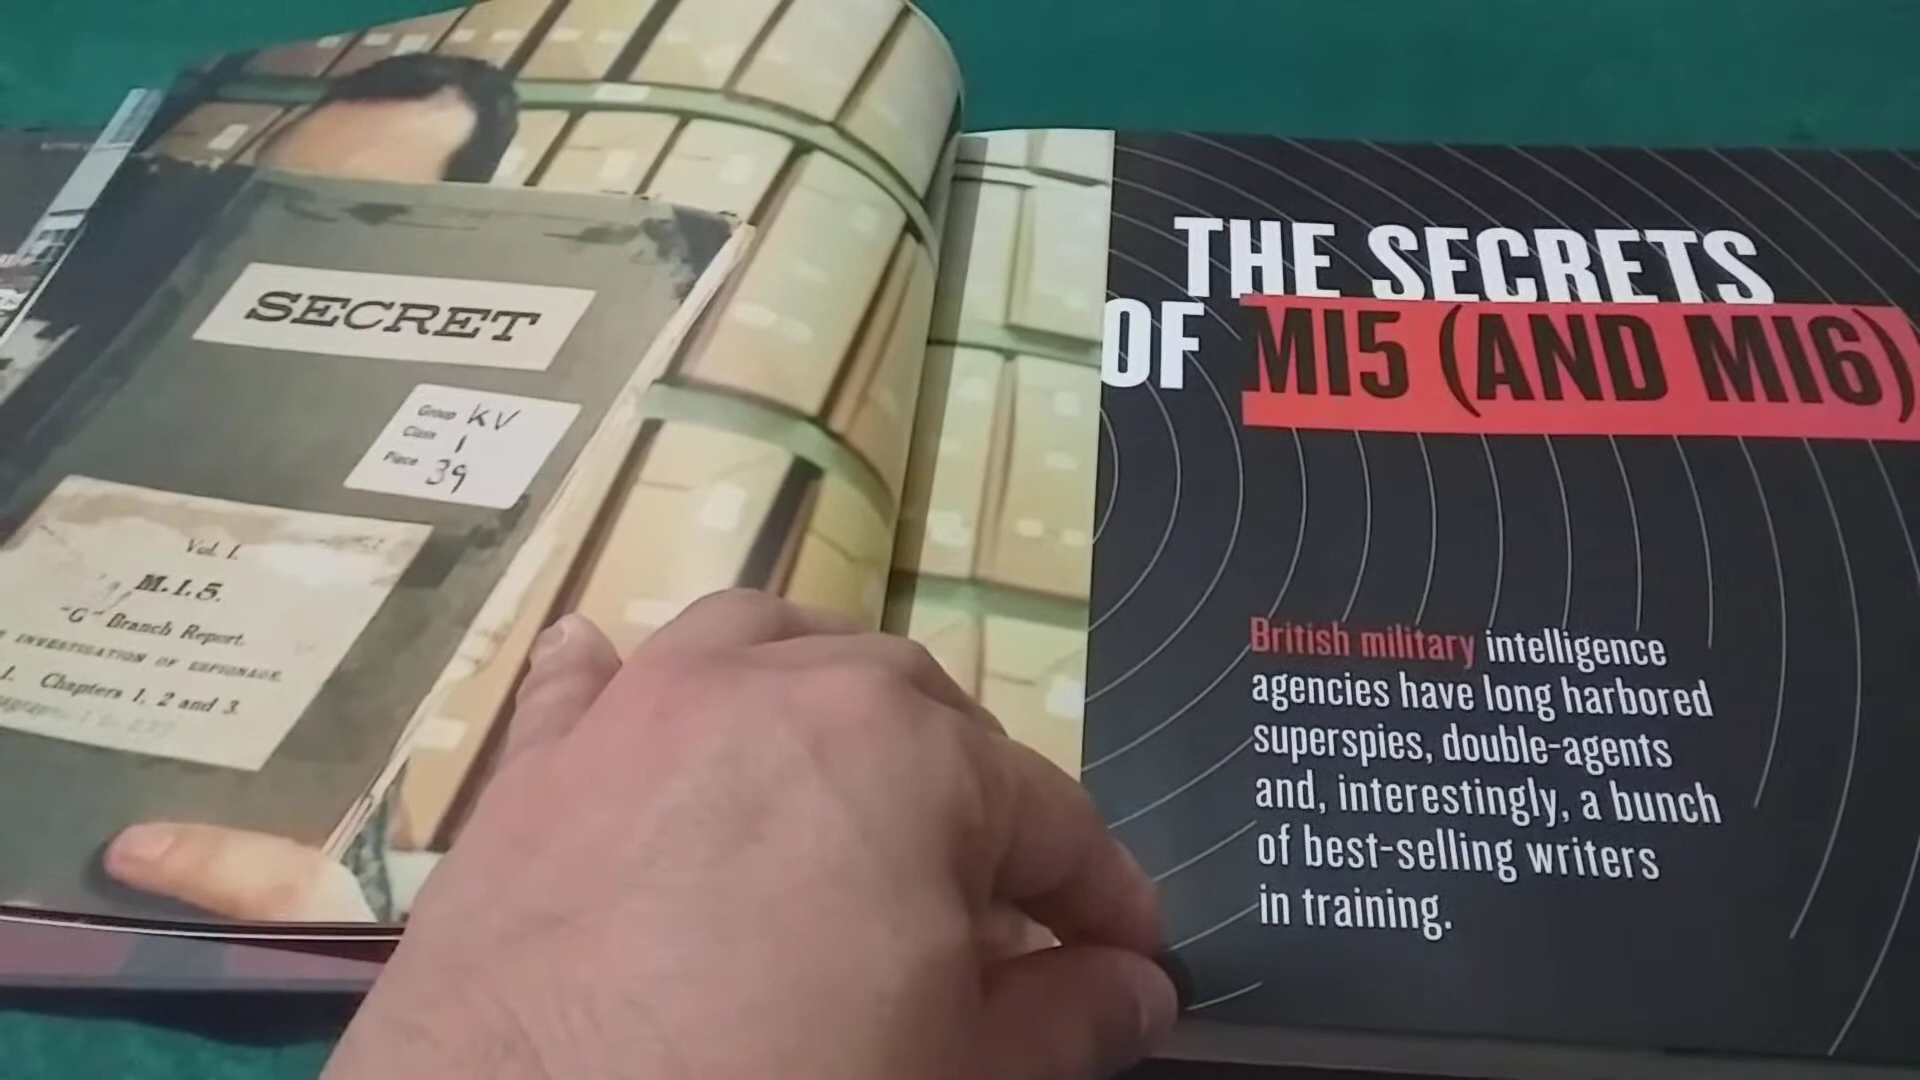 SECRET
Group KV
Class 1
Piece 39
Vol. I.
M.I.5.
"G" Branch Report.
INVESTIGATION OF ESPIONAGE.
I. Chapters 1, 2 and 3.
THE SECRETS
OF MI5 (AND MI6)
British military intelligence
agencies have long harbored
superspies, double-agents
and, interestingly, a bunch
of best-selling writers
in training.